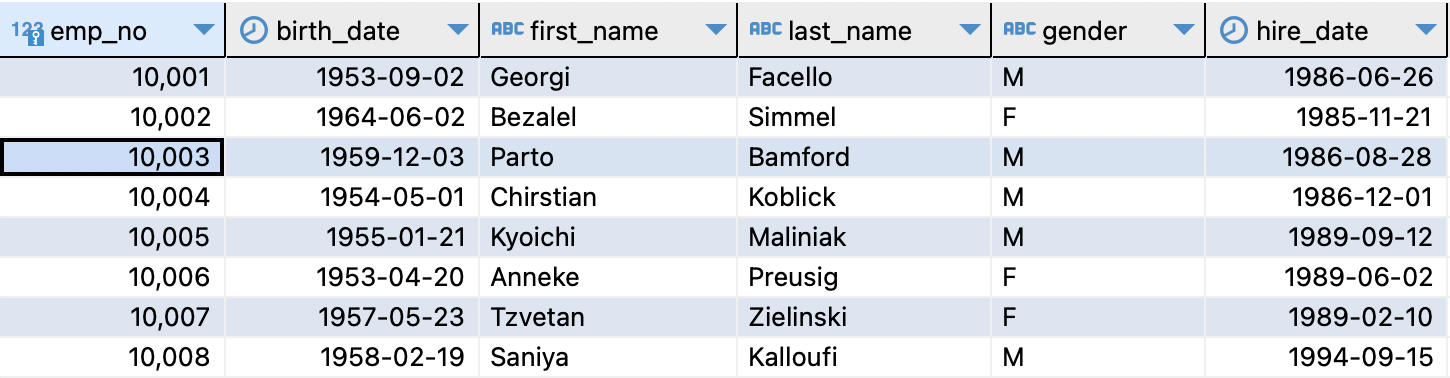 123 emp_no ABC birth_date ABC first_name ABC last_name ABC gender hire_date
10,001 1953-09-02 Georgi Facello M 1986-06-26
10,002 1964-06-02 Bezalel Simmel F 1985-11-21
10,003 1959-12-03 Parto Bamford M 1986-08-28
10,004 1954-05-01 Chirstian Koblick M 1986-12-01
10,005 1955-01-21 Kyoichi Maliniak M 1989-09-12
10,006 1953-04-20 Anneke Preusig F 1989-06-02
10,007 1957-05-23 Tzvetan Zielinski F 1989-02-10
10,008 1958-02-19 Saniya Kalloufi M 1994-09-15